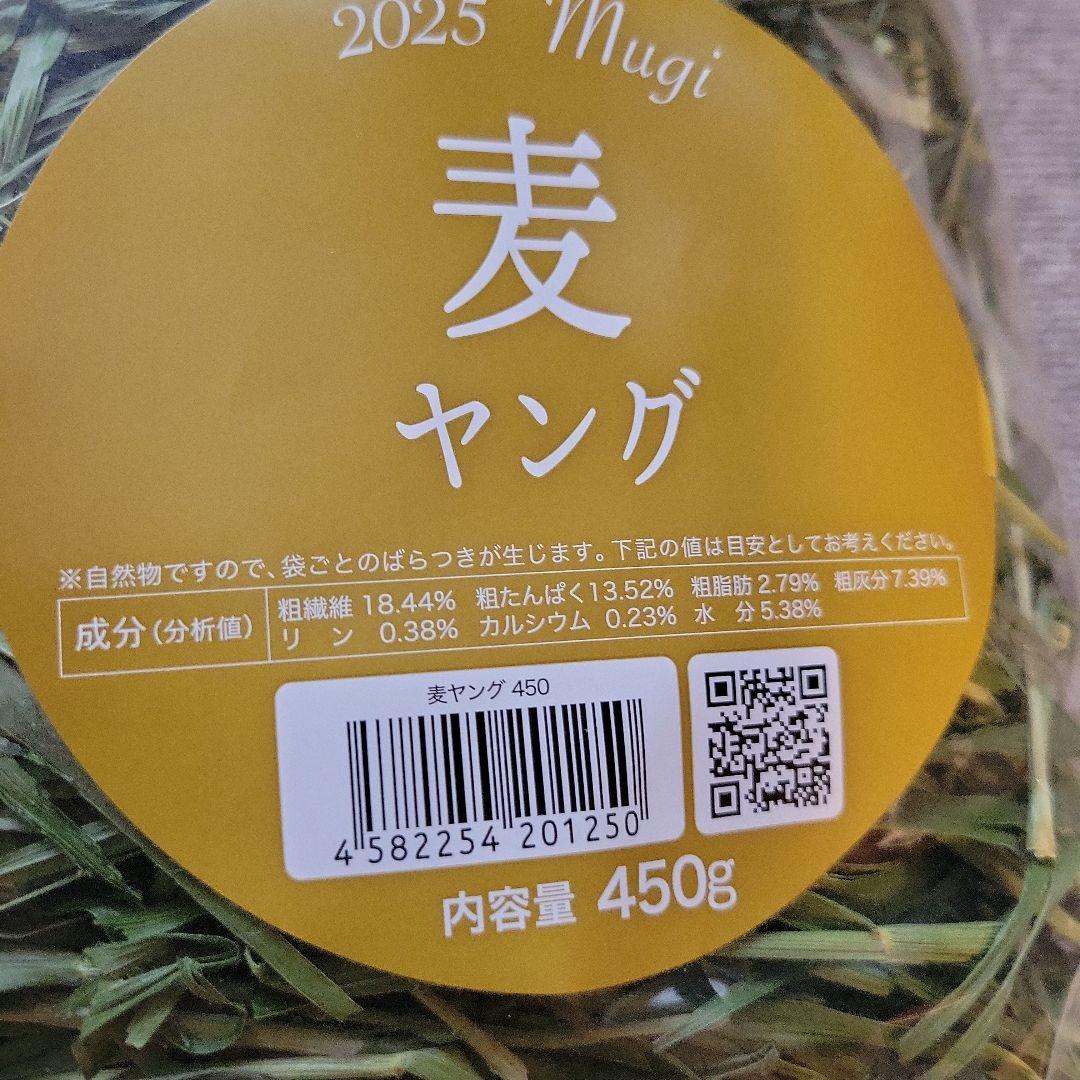 2025 Mugi
麦
ヤング
※自然物ですので、袋ごとのばらつきが生じます。下記の値は目安としてお考えください。
成分(分析値) 粗繊維 18.44% 粗たんぱく13.52% 粗脂肪 2.79% 粗灰分7.39%
リン 0.38% カルシウム 0.23% 水 分 5.38%
麦ヤング 450
4 582254 201250
内容量 450g